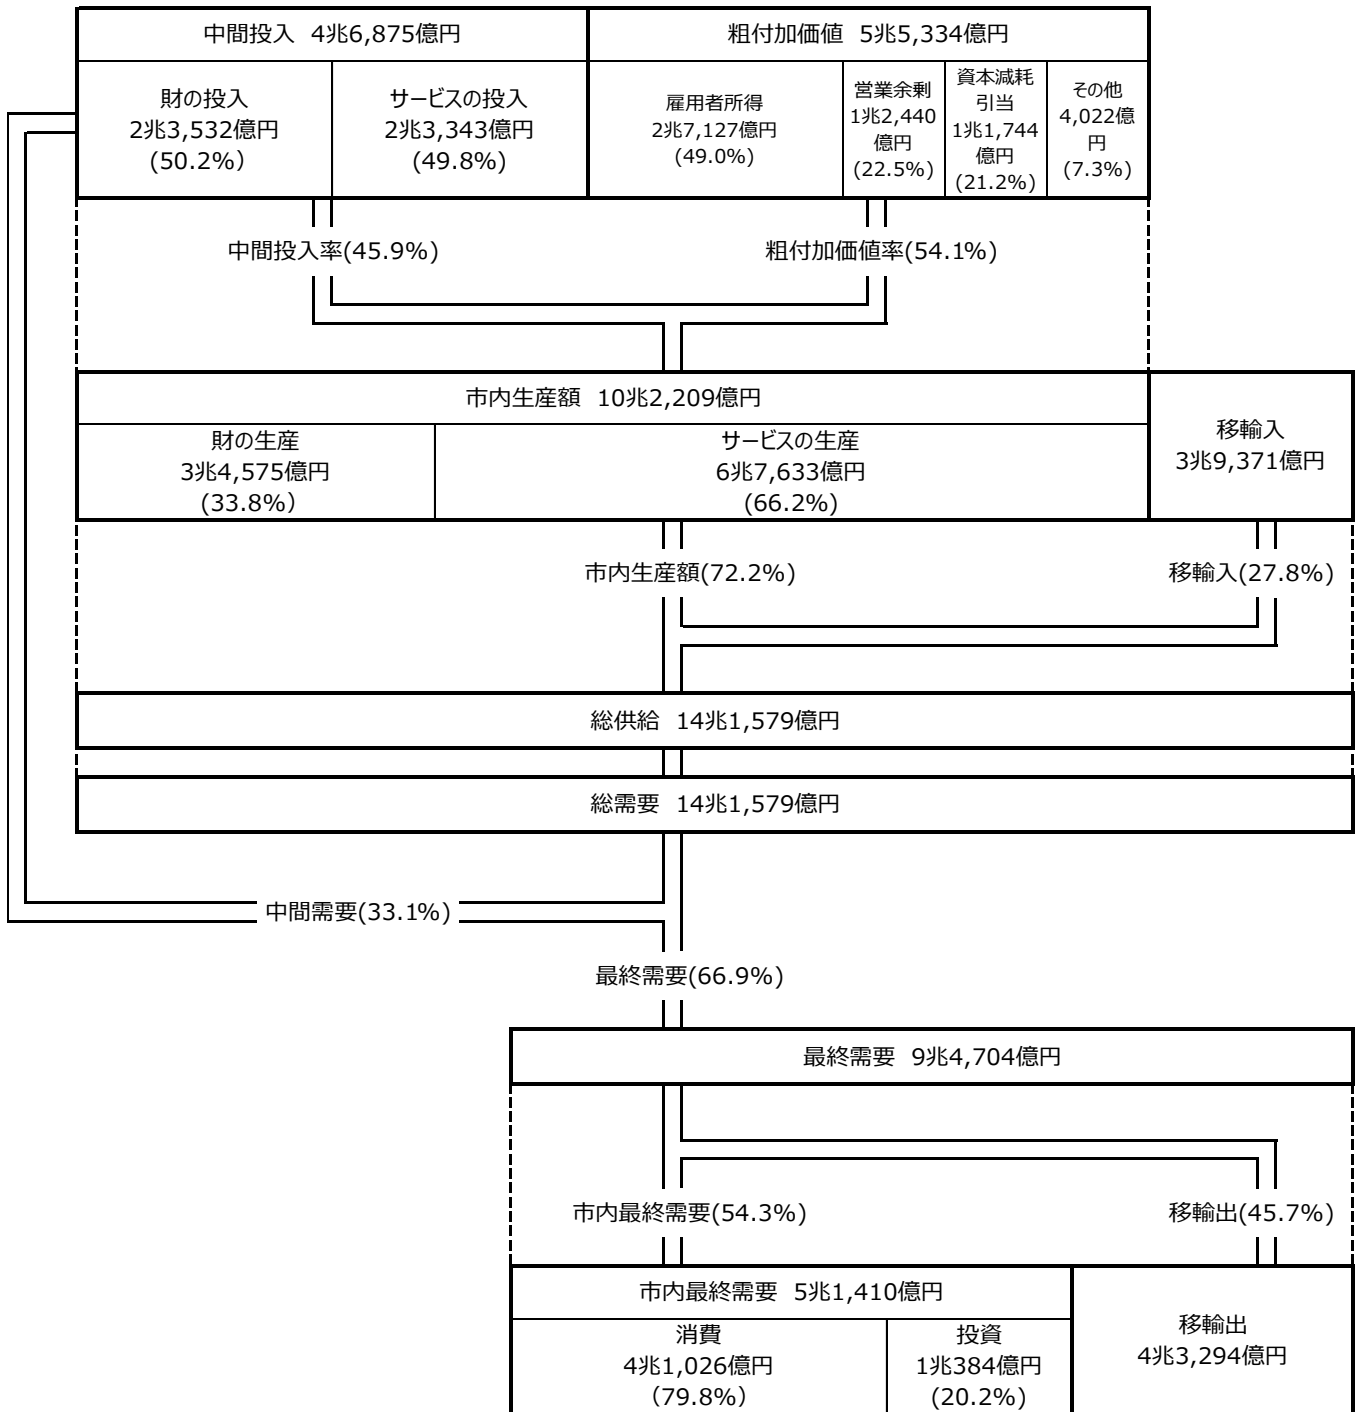 中間投入 4兆6,875億円
粗付加価値 5兆5,334億円
財の投入
2兆3,532億円
(50.2%)
サービスの投入
2兆3,343億円
(49.8%)
雇用者所得
2兆7,127億円
(49.0%)
営業余剰
1兆2,440
億円
(22.5%)
資本減耗
引当
1兆1,744
億円
(21.2%)
その他
4,022億
円
(7.3%)
中間投入率(45.9%)
粗付加価値率(54.1%)
市内生産額 10兆2,209億円
財の生産
3兆4,575億円
(33.8%)
サービスの生産
6兆7,633億円
(66.2%)
移輸入
3兆9,371億円
市内生産額(72.2%)
移輸入(27.8%)
総供給 14兆1,579億円
総需要 14兆1,579億円
中間需要(33.1%)
最終需要(66.9%)
最終需要 9兆4,704億円
市内最終需要(54.3%)
移輸出(45.7%)
市内最終需要 5兆1,410億円
消費
4兆1,026億円
(79.8%)
投資
1兆384億円
(20.2%)
移輸出
4兆3,294億円